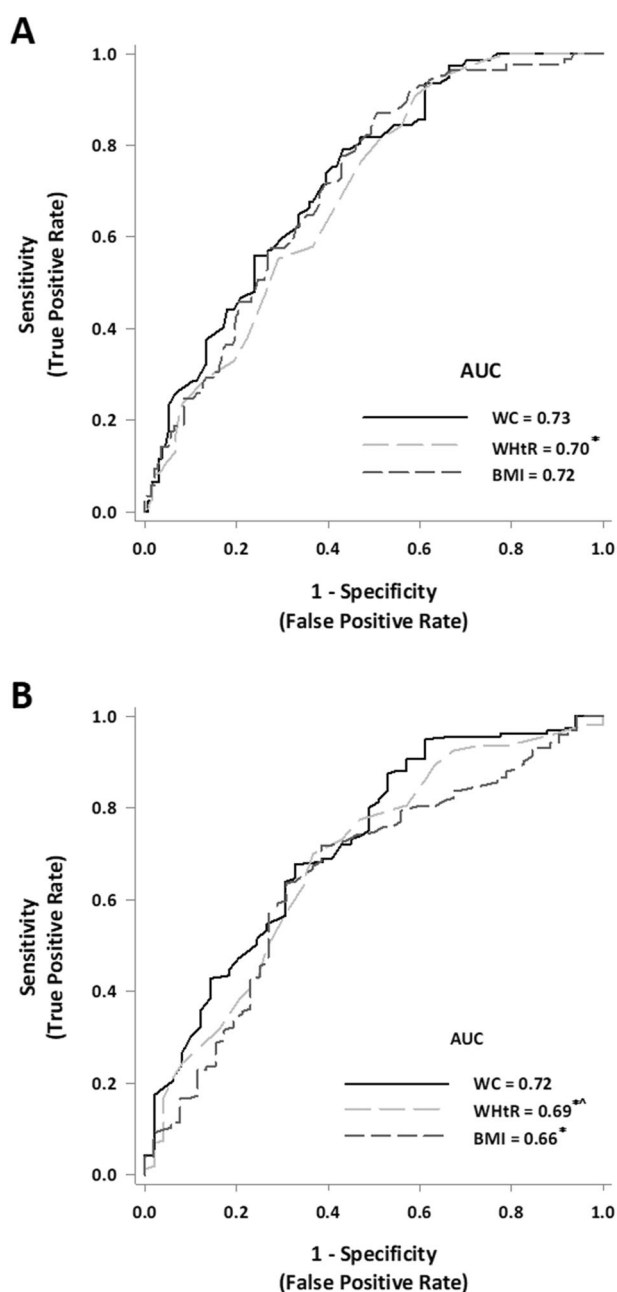 A
1.0
0.8
0.6
0.4
0.2
0.0
Sensitivity
(True Positive Rate)
AUC
WC = 0.73
WHtR = 0.70*
BMI = 0.72
0.0 0.2 0.4 0.6 0.8 1.0
1 - Specificity
(False Positive Rate)
B
1.0
0.8
0.6
0.4
0.2
0.0
Sensitivity
(True Positive Rate)
AUC
WC = 0.72
WHtR = 0.69*^
BMI = 0.66*
0.0 0.2 0.4 0.6 0.8 1.0
1 - Specificity
(False Positive Rate)